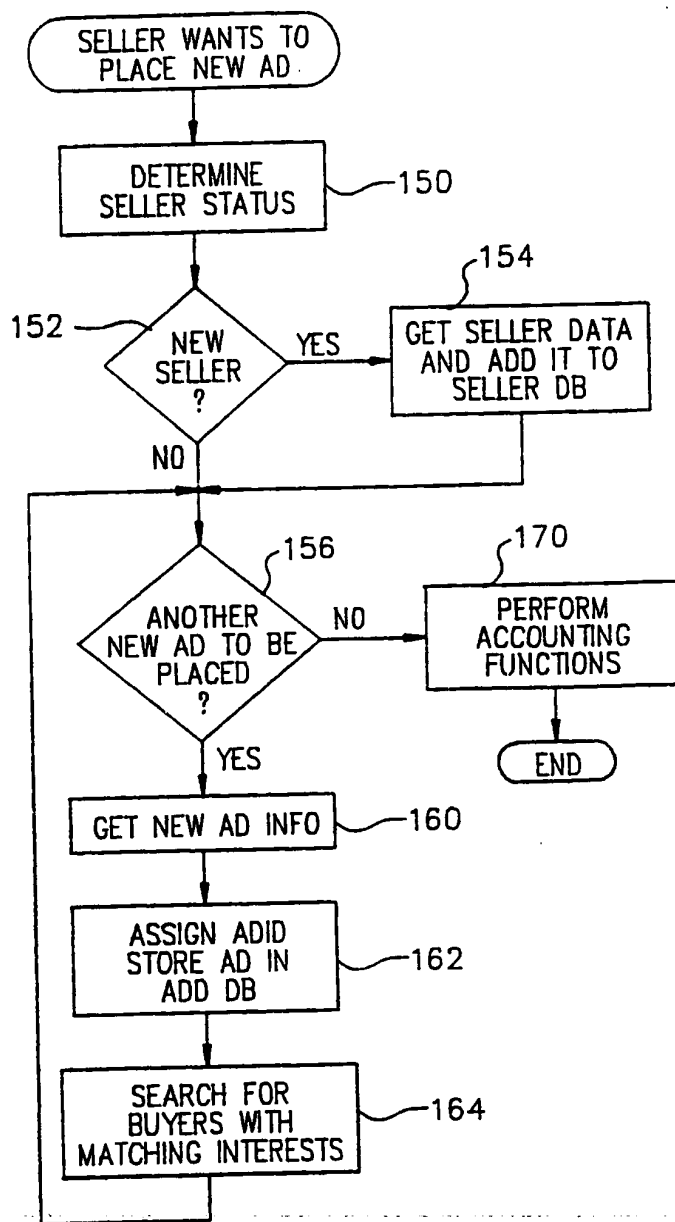 SELLER WANTS TO
PLACE NEW AD
DETERMINE
SELLER STATUS
150
152
NEW
SELLER
?
YES
154
GET SELLER DATA
AND ADD IT TO
SELLER DB
NO
156
ANOTHER
NEW AD TO BE
PLACED
?
NO
170
PERFORM
ACCOUNTING
FUNCTIONS
END
YES
GET NEW AD INFO
160
ASSIGN ADID
STORE AD IN
ADD DB
162
SEARCH FOR
BUYERS WITH
MATCHING INTERESTS
164